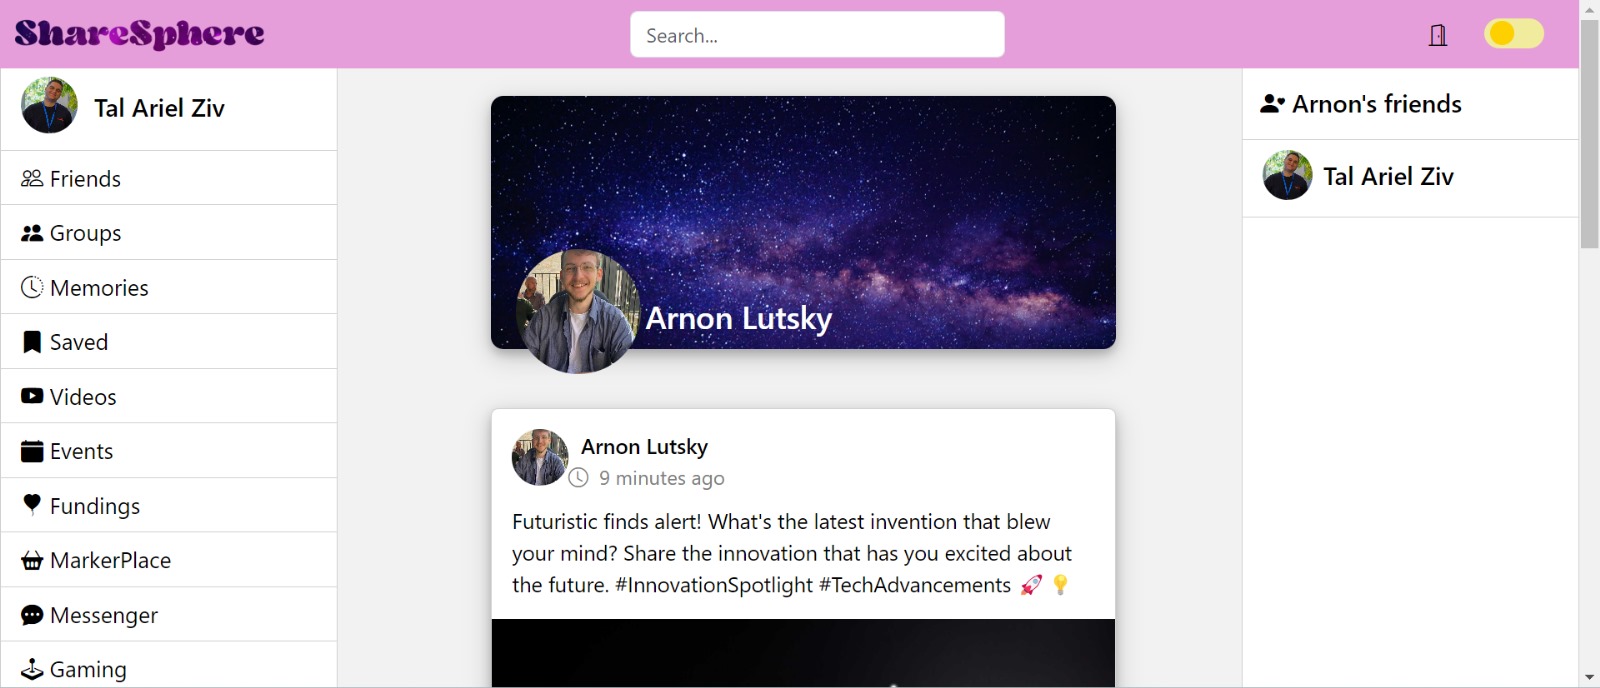 ShareSphere
Search...
Tal Ariel Ziv
Friends
Groups
Memories
Saved
Videos
Events
Fundings
MarkerPlace
Messenger
Gaming
Arnon Lutsky
Arnon Lutsky
9 minutes ago
Futuristic finds alert! What's the latest invention that blew
your mind? Share the innovation that has you excited about
the future. #InnovationSpotlight #TechAdvancements 🚀 💡
Arnon's friends
Tal Ariel Ziv